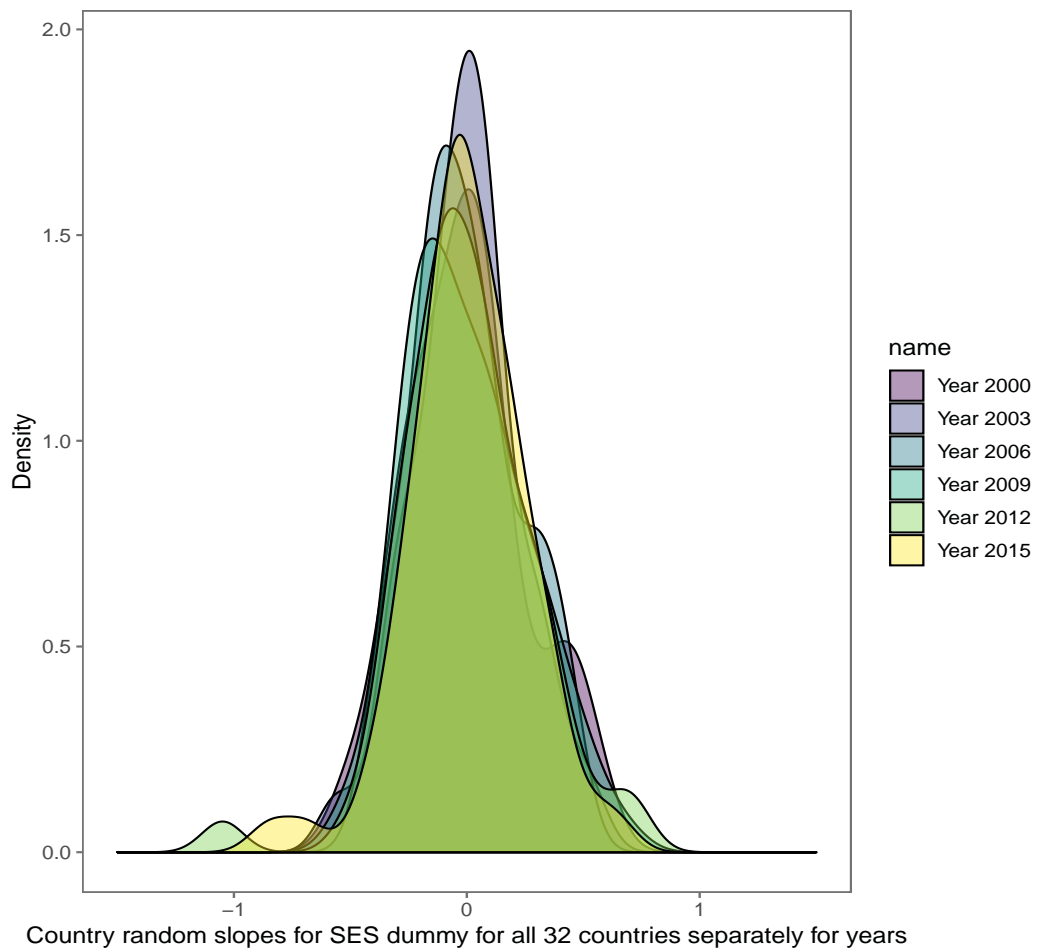 2.0
1.5
1.0
0.5
0.0
Density
−1
0
1
Country random slopes for SES dummy for all 32 countries separately for years
name
Year 2000
Year 2003
Year 2006
Year 2009
Year 2012
Year 2015